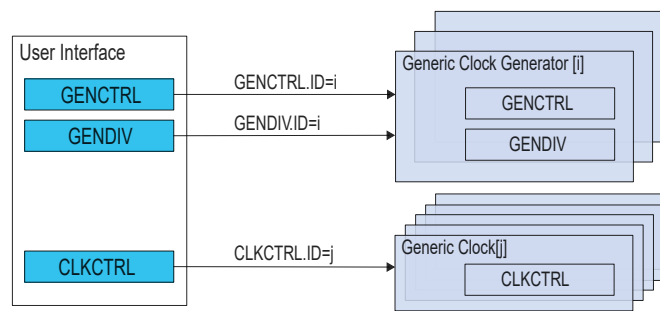 User Interface
GENCTRL
GENDIV
CLKCTRL
GENCTRL.ID=i
GENDIV.ID=i
CLKCTRL.ID=j
Generic Clock Generator [i]
GENCTRL
GENDIV
Generic Clock[j]
CLKCTRL